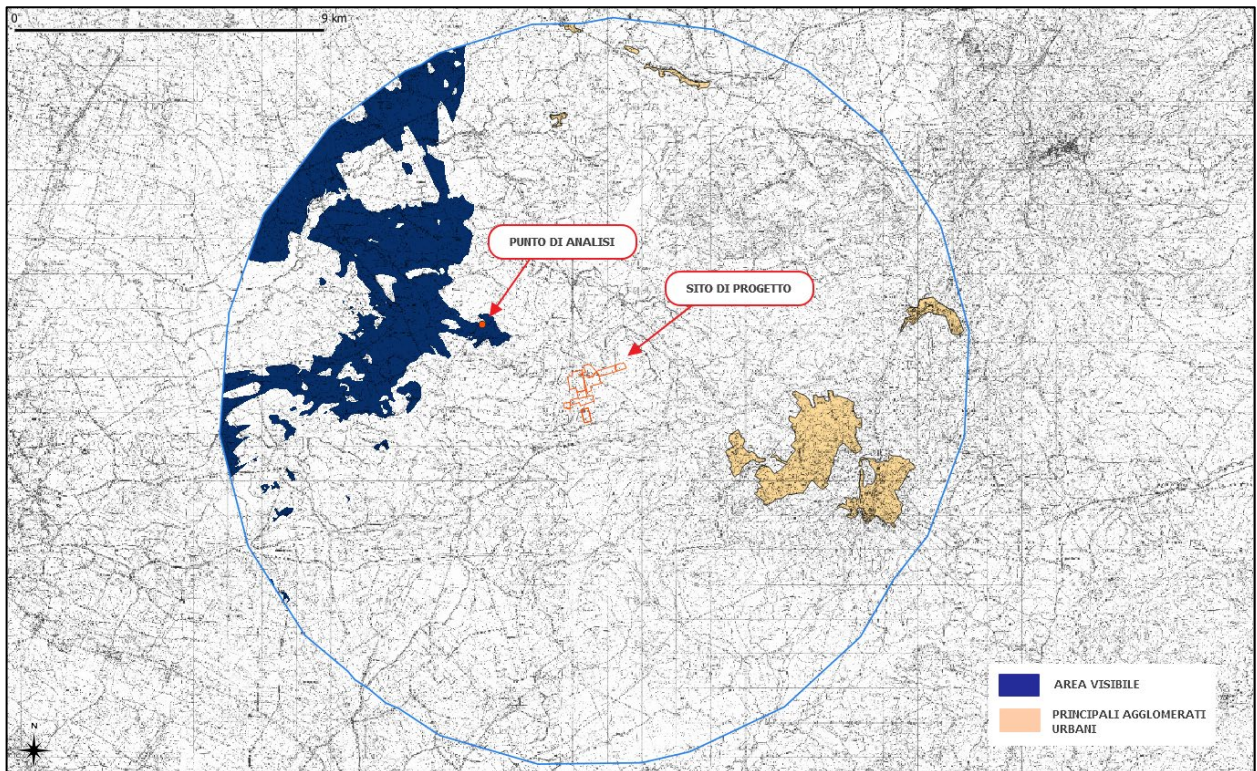 0 9 km
PUNTO DI ANALISI
SITO DI PROGETTO
AREA VISIBILE
PRINCIPALI AGGLOMERATI
URBANI
N